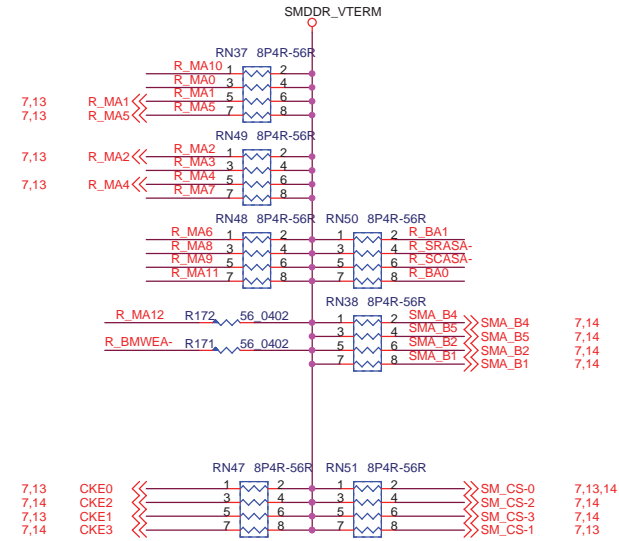 SMDDR_VTERM
RN37 8P4R-56R
R_MA10 1 2
R_MA0 3 4
7,13 R_MA1 R_MA1 5 6
7,13 R_MA5 R_MA5 7 8
RN49 8P4R-56R
7,13 R_MA2 R_MA2 1 2
R_MA3 3 4
7,13 R_MA4 R_MA4 5 6
R_MA7 7 8
RN48 8P4R-56R RN50 8P4R-56R
R_MA6 1 2 1 2 R_BA1
R_MA8 3 4 3 4 R_SRASA-
R_MA9 5 6 5 6 R_SCASA-
R_MA11 7 8 7 8 R_BA0
RN38 8P4R-56R
R_MA12 R172 56_0402 1 2 SMA_B4 SMA_B4 7,14
3 4 SMA_B5 SMA_B5 7,14
R_BMWEA- R171 56_0402 5 6 SMA_B2 SMA_B2 7,14
7 8 SMA_B1 SMA_B1 7,14
RN47 8P4R-56R RN51 8P4R-56R
7,13 CKE0 1 2 1 2 SM_CS-0 7,13,14
7,14 CKE2 3 4 3 4 SM_CS-2 7,14
7,13 CKE1 5 6 5 6 SM_CS-3 7,14
7,14 CKE3 7 8 7 8 SM_CS-1 7,13